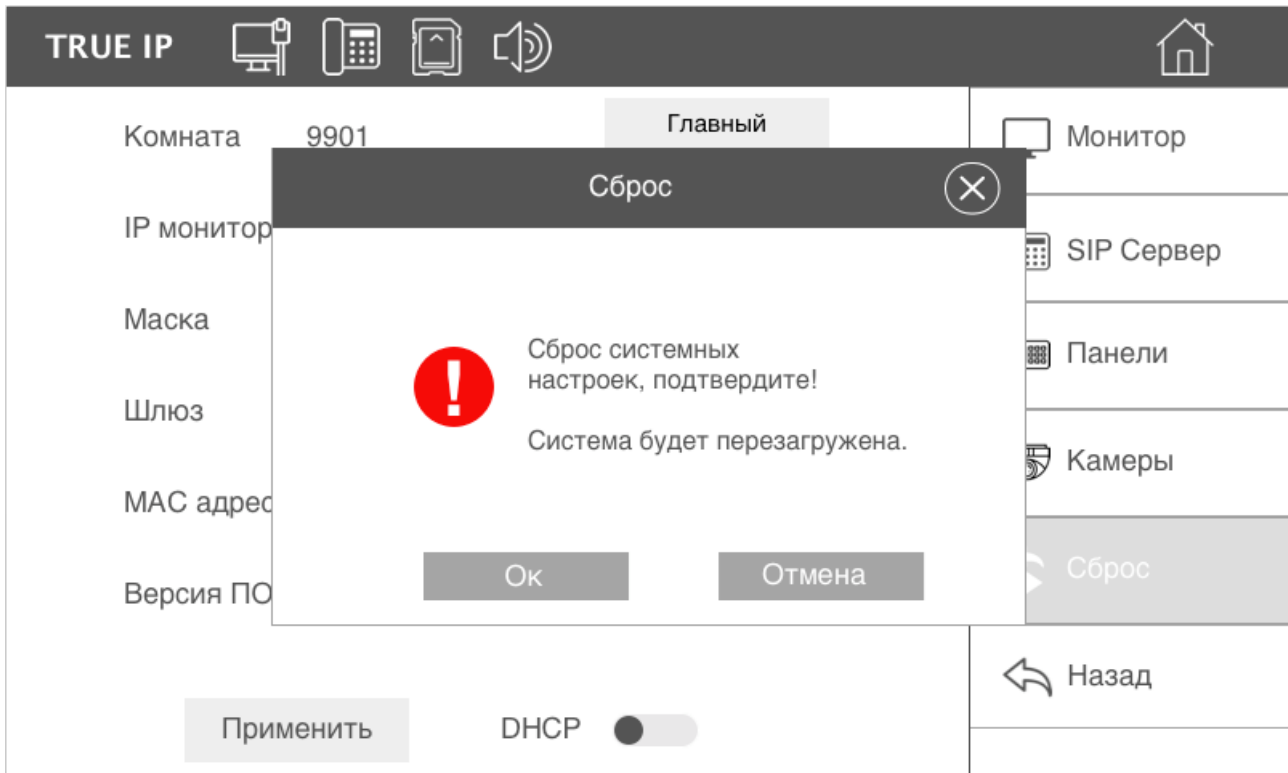 TRUE IP
Комната 9901 Главный
Монитор
Сброс
IP монитор
SIP Сервер
Маска
Сброс системных
настроек, подтвердите!
Панели
Шлюз
Система будет перезагружена.
Камеры
MAC адрес
Ок Отмена
Сброс
Версия ПО
Назад
Применить DHCP